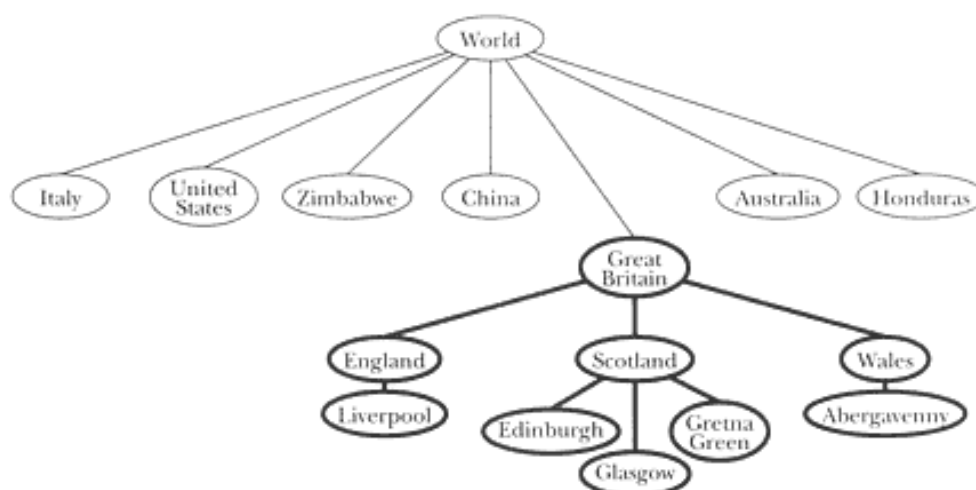 World
Italy
United
States
Zimbabwe
China
Australia
Honduras
Great
Britain
England
Scotland
Wales
Liverpool
Edinburgh
Gretna
Green
Abergavenny
Glasgow